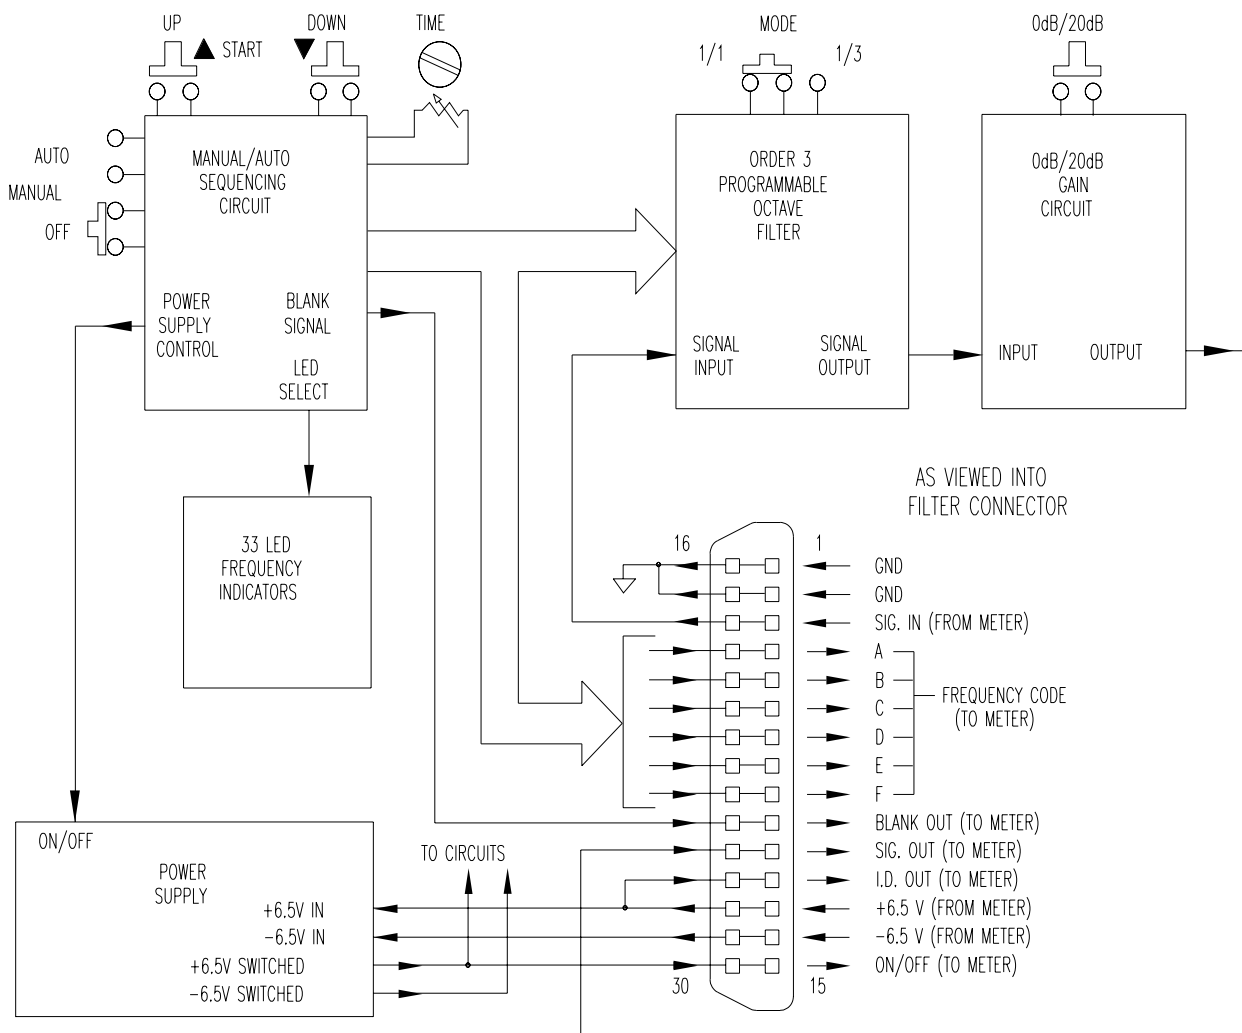 UP
START
DOWN
TIME
MODE
1/1
1/3
0dB/20dB
AUTO
MANUAL
OFF
MANUAL/AUTO
SEQUENCING
CIRCUIT
POWER
SUPPLY
CONTROL
BLANK
SIGNAL
LED
SELECT
ORDER 3
PROGRAMMABLE
OCTAVE
FILTER
SIGNAL
INPUT
SIGNAL
OUTPUT
0dB/20dB
GAIN
CIRCUIT
INPUT
OUTPUT
33 LED
FREQUENCY
INDICATORS
AS VIEWED INTO
FILTER CONNECTOR
16
1
GND
GND
SIG. IN (FROM METER)
A
B
C
D
E
F
FREQUENCY CODE
(TO METER)
BLANK OUT (TO METER)
SIG. OUT (TO METER)
I.D. OUT (TO METER)
+6.5 V (FROM METER)
-6.5 V (FROM METER)
ON/OFF (TO METER)
30
15
ON/OFF
POWER
SUPPLY
TO CIRCUITS
+6.5V IN
-6.5V IN
+6.5V SWITCHED
-6.5V SWITCHED